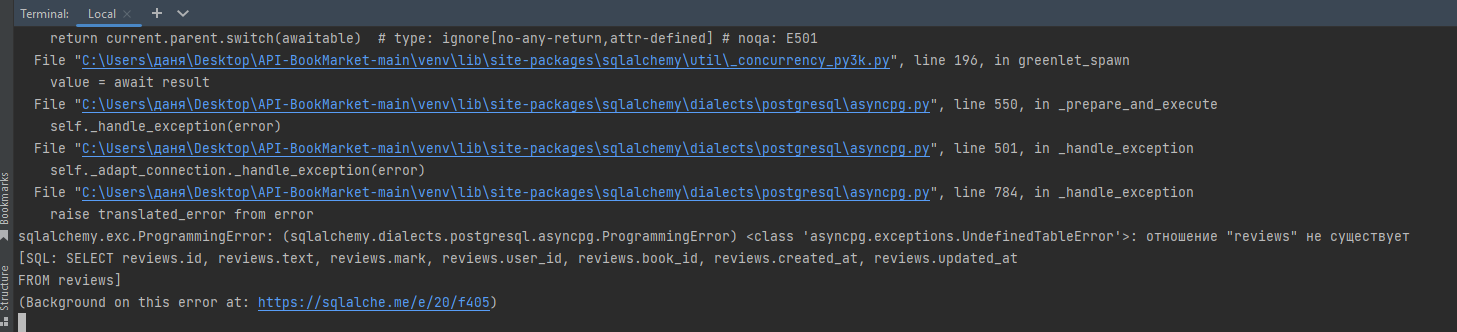 Terminal: Local
return current.parent.switch(awaitable)  # type: ignore[no-any-return,attr-defined] # noqa: E501
File "C:\Users\даня\Desktop\API-BookMarket-main\venv\lib\site-packages\sqlalchemy\util\_concurrency_py3k.py", line 196, in greenlet_spawn
value = await result
File "C:\Users\даня\Desktop\API-BookMarket-main\venv\lib\site-packages\sqlalchemy\dialects\postgresql\asyncpg.py", line 550, in _prepare_and_execute
self._handle_exception(error)
File "C:\Users\даня\Desktop\API-BookMarket-main\venv\lib\site-packages\sqlalchemy\dialects\postgresql\asyncpg.py", line 501, in _handle_exception
self._adapt_connection._handle_exception(error)
File "C:\Users\даня\Desktop\API-BookMarket-main\venv\lib\site-packages\sqlalchemy\dialects\postgresql\asyncpg.py", line 784, in _handle_exception
raise translated_error from error
sqlalchemy.exc.ProgrammingError: (sqlalchemy.dialects.postgresql.asyncpg.ProgrammingError) <class 'asyncpg.exceptions.UndefinedTableError'>: отношение "reviews" не существует
[SQL: SELECT reviews.id, reviews.text, reviews.mark, reviews.user_id, reviews.book_id, reviews.created_at, reviews.updated_at
FROM reviews]
(Background on this error at: https://sqlalche.me/e/20/f405)
Bookmarks
Structure